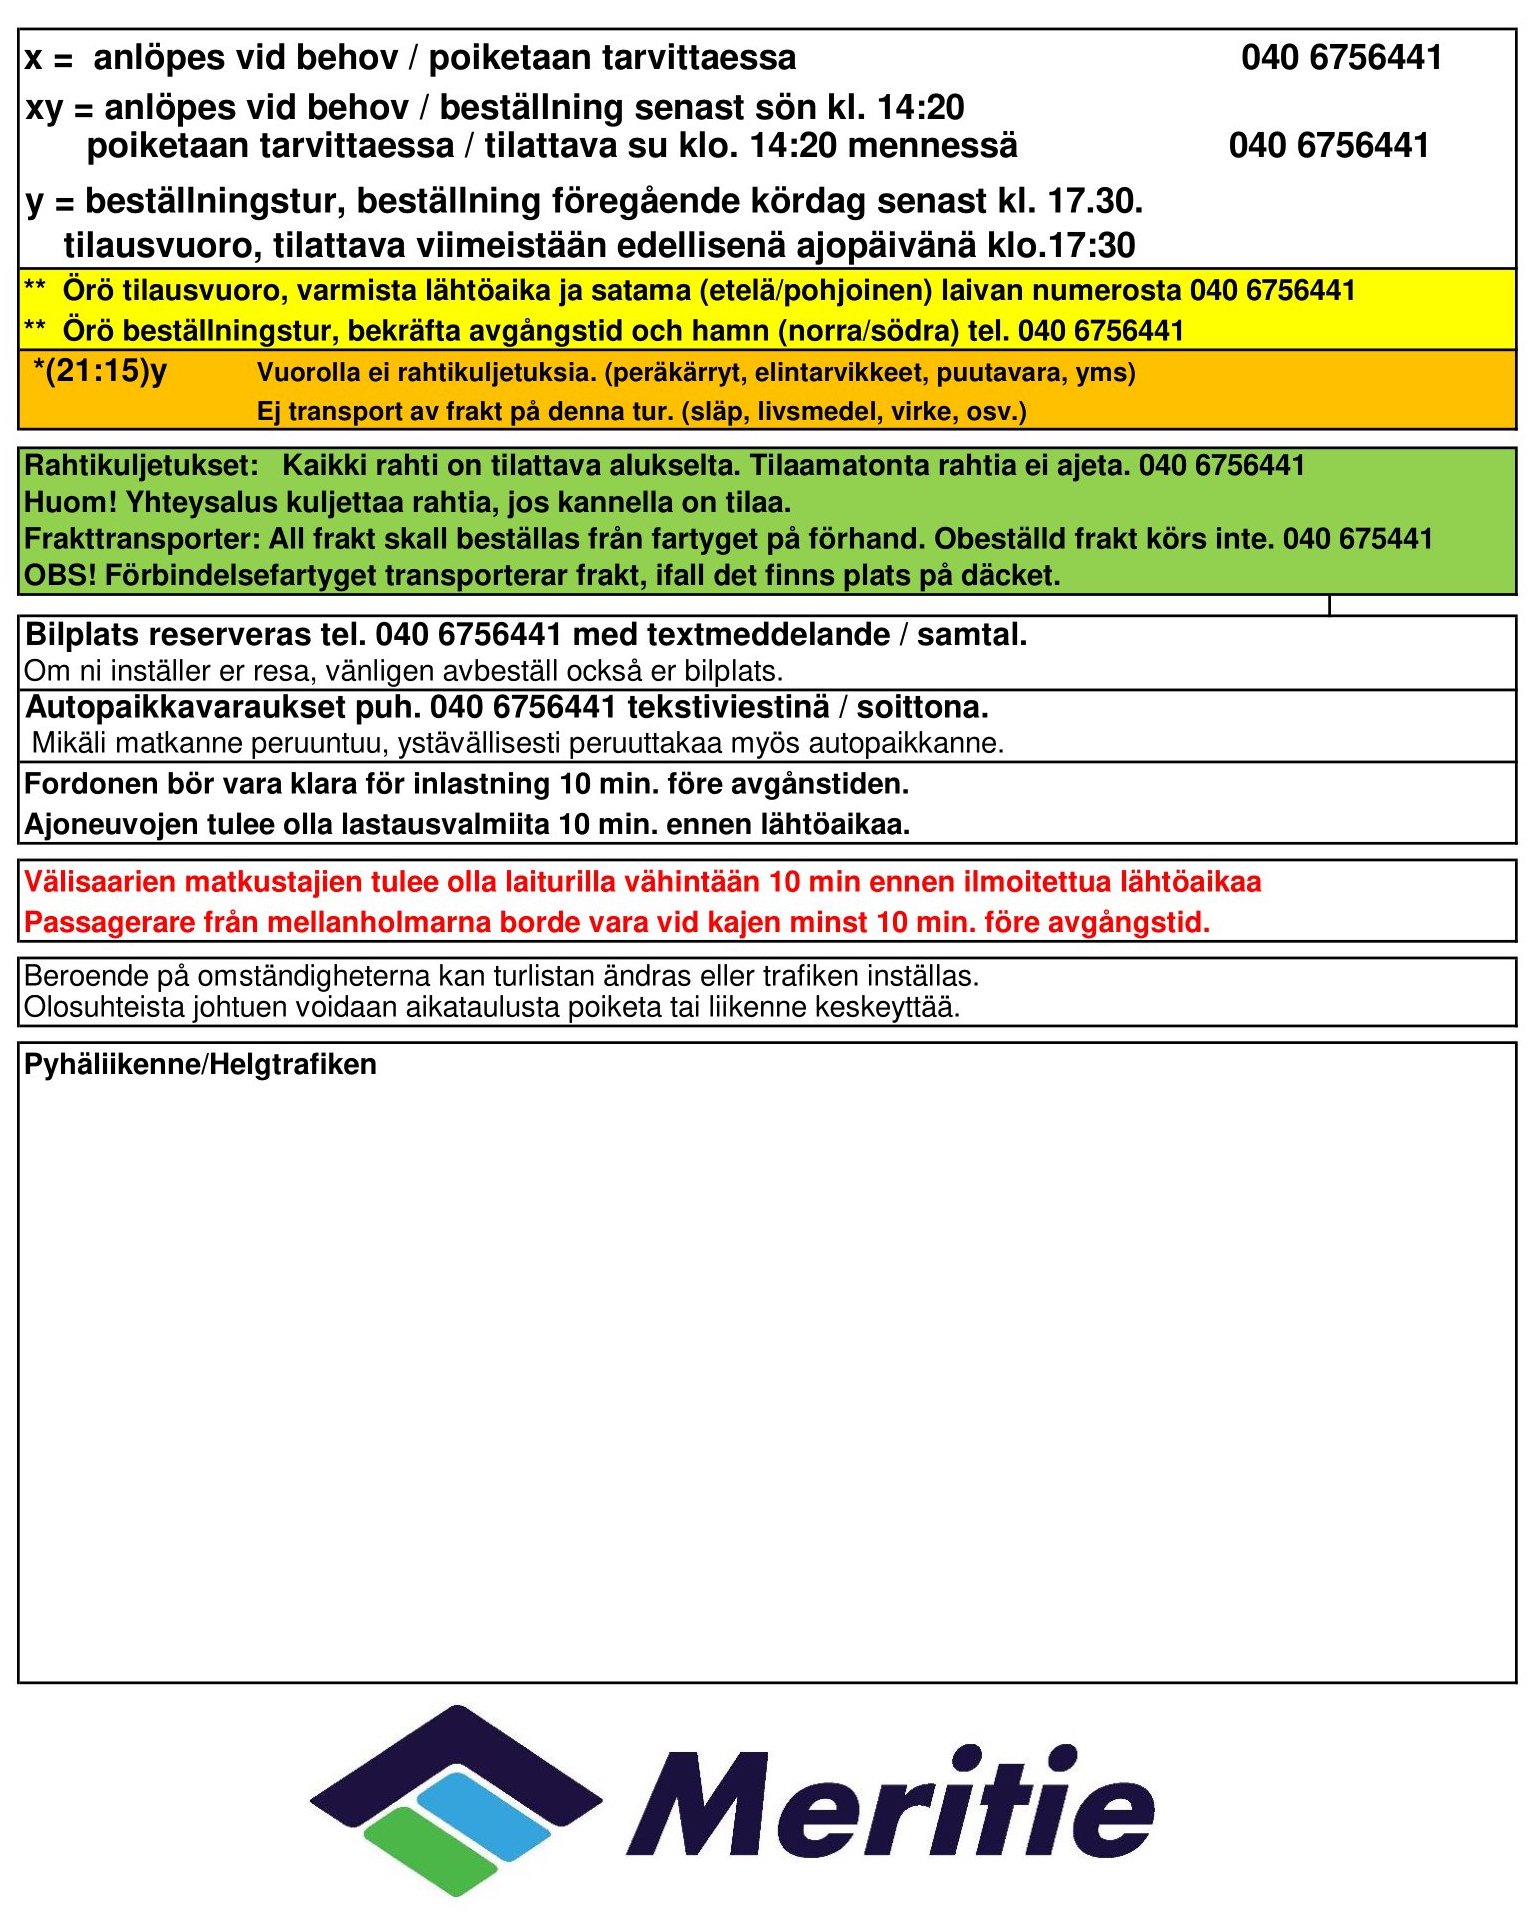 x = anlöpes vid behov / poiketaan tarvittaessa 040 6756441
xy = anlöpes vid behov / beställning senast sön kl. 14:20
poiketaan tarvittaessa / tilattava su klo. 14:20 mennessä 040 6756441
y = beställningstur, beställning föregående kördag senast kl. 17.30.
tilausvuoro, tilattava viimeistään edellisenä ajopäivänä klo.17:30
** Örö tilausvuoro, varmista lähtöaika ja satama (etelä/pohjoinen) laivan numerosta 040 6756441
** Örö beställningstur, bekräfta avgångstid och hamn (norra/södra) tel. 040 6756441
*(21:15)y Vuorolla ei rahtikuljetuksia. (peräkärryt, elintarvikkeet, puutavara, yms)
Ej transport av frakt på denna tur. (släp, livsmedel, virke, osv.)
Rahtikuljetukset: Kaikki rahti on tilattava alukselta. Tilaamatonta rahtia ei ajeta. 040 6756441
Huom! Yhteysalus kuljettaa rahtia, jos kannella on tilaa.
Frakttransporter: All frakt skall beställas från fartyget på förhand. Obeställd frakt körs inte. 040 675441
OBS! Förbindelsefartyget transporterar frakt, ifall det finns plats på däcket.
Bilplats reserveras tel. 040 6756441 med textmeddelande / samtal.
Om ni inställer er resa, vänligen avbeställ också er bilplats.
Autopaikkavaraukset puh. 040 6756441 tekstiviestinä / soittona.
Mikäli matkanne peruuntuu, ystävällisesti peruuttakaa myös autopaikkanne.
Fordonen bör vara klara för inlastning 10 min. före avgånstiden.
Ajoneuvojen tulee olla lastausvalmiita 10 min. ennen lähtöaikaa.
Välisaarien matkustajien tulee olla laiturilla vähintään 10 min ennen ilmoitettua lähtöaikaa
Passagerare från mellanholmarna borde vara vid kajen minst 10 min. före avgångstid.
Beroende på omständigheterna kan turlistan ändras eller trafiken inställas.
Olosuhteista johtuen voidaan aikataulusta poiketa tai liikenne keskeyttää.
Pyhäliikenne/Helgtrafiken
Meritie